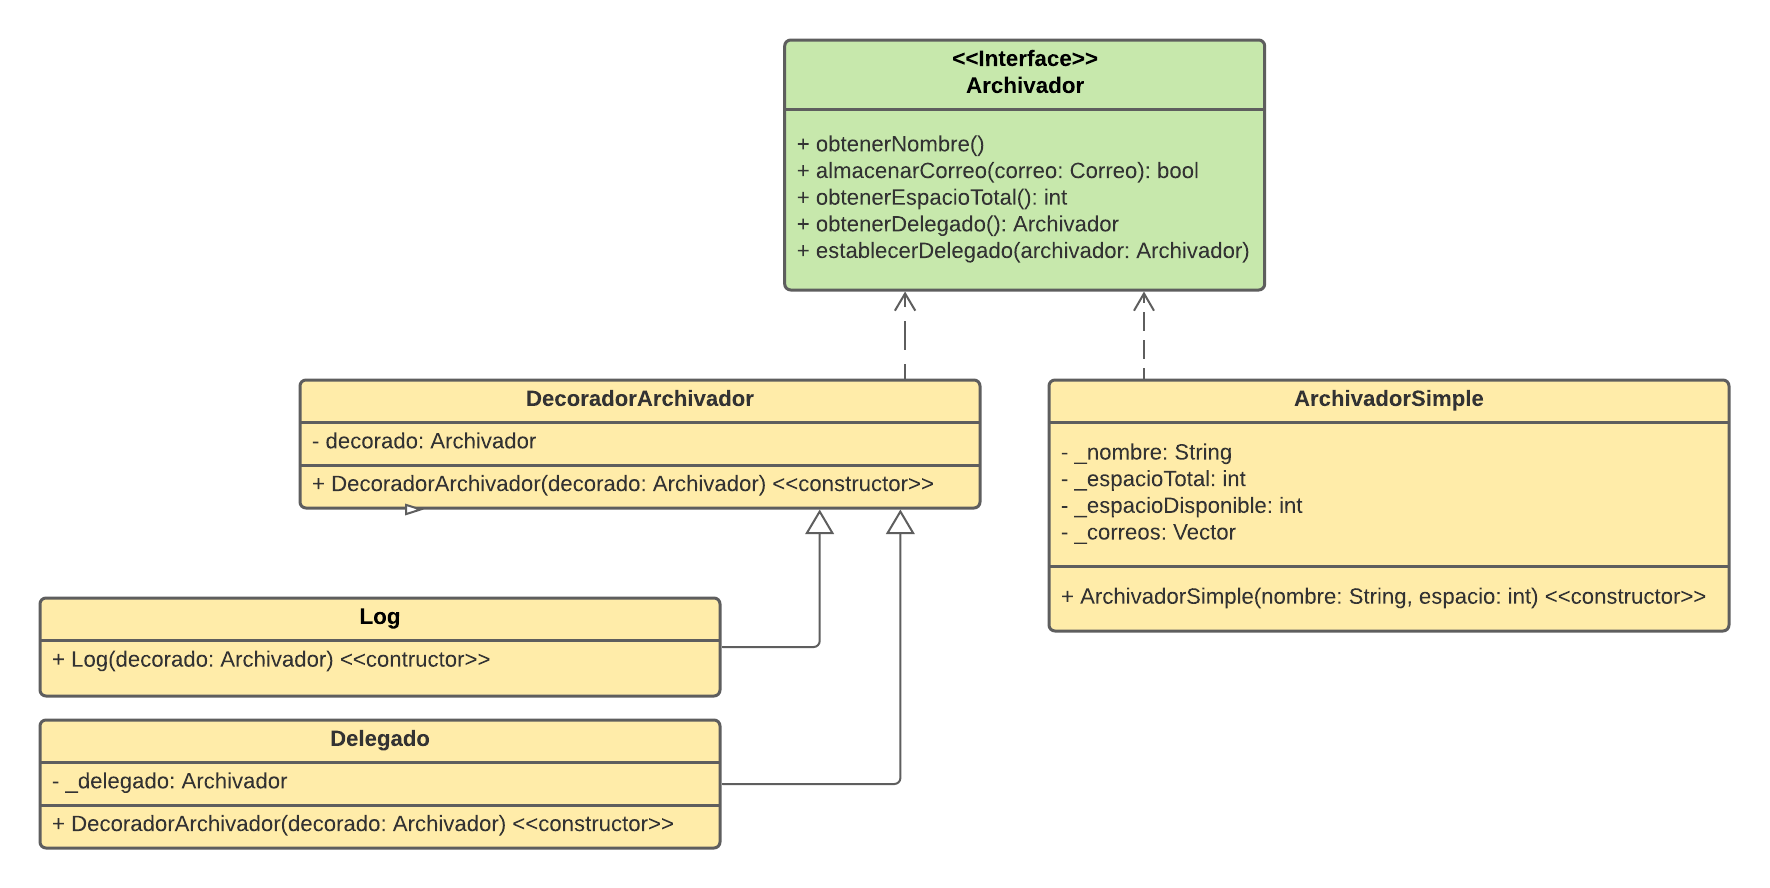 <<Interface>>
Archivador
+ obtenerNombre()
+ almacenarCorreo(correo: Correo): bool
+ obtenerEspacioTotal(): int
+ obtenerDelegado(): Archivador
+ establecerDelegado(archivador: Archivador)
DecoradorArchivador
- decorado: Archivador
+ DecoradorArchivador(decorado: Archivador) <<constructor>>
ArchivadorSimple
- _nombre: String
- _espacioTotal: int
- _espacioDisponible: int
- _correos: Vector
+ ArchivadorSimple(nombre: String, espacio: int) <<constructor>>
Log
+ Log(decorado: Archivador) <<contructor>>
Delegado
- _delegado: Archivador
+ DecoradorArchivador(decorado: Archivador) <<constructor>>